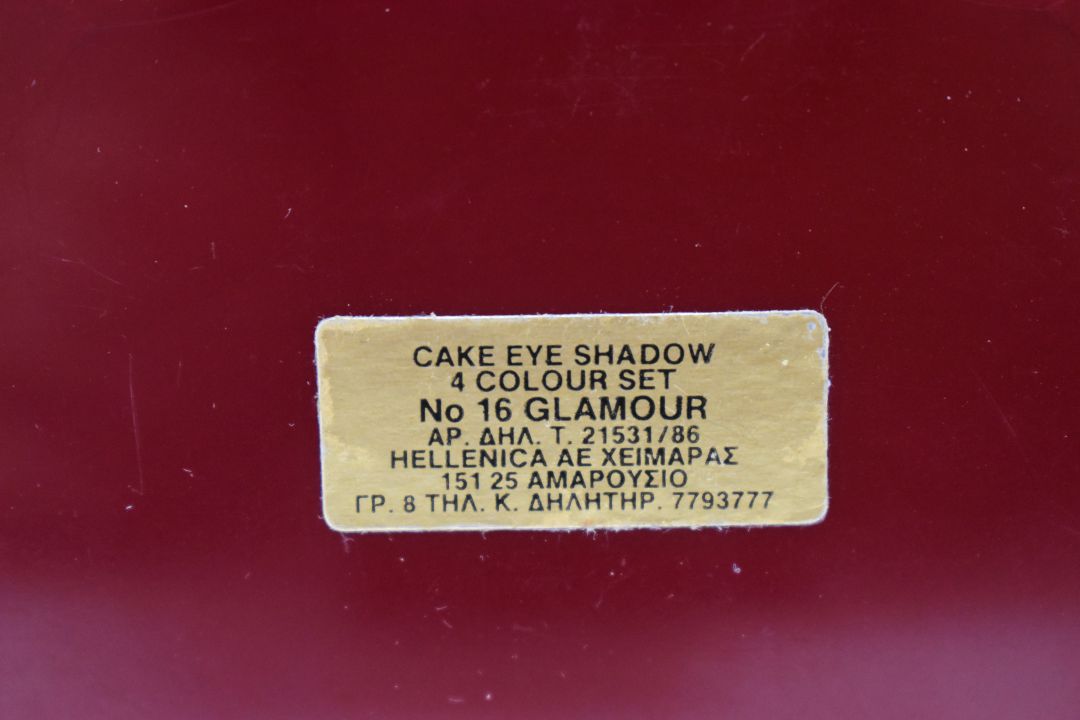 CAKE EYE SHADOW
4 COLOUR SET
No 16 GLAMOUR
ΑΡ. ΔΗΛ. Τ. 21531/86
HELLENICA ΑΕ ΧΕΙΜΑΡΑΣ
151 25 ΑΜΑΡΟΥΣΙΟ
ΓΡ. 8 ΤΗΛ. Κ. ΔΗΛΗΤΗΡ. 7793777